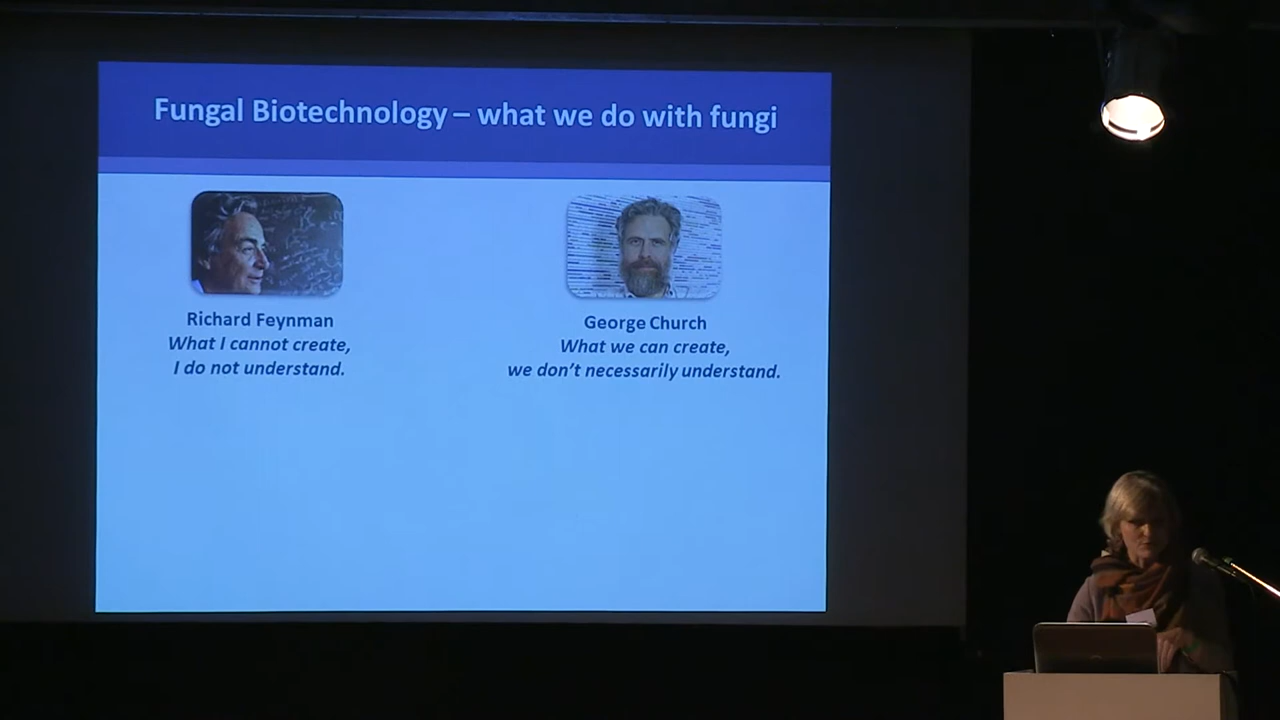 Fungal Biotechnology – what we do with fungi
Richard Feynman
What I cannot create,
I do not understand.
George Church
What we can create,
we don't necessarily understand.